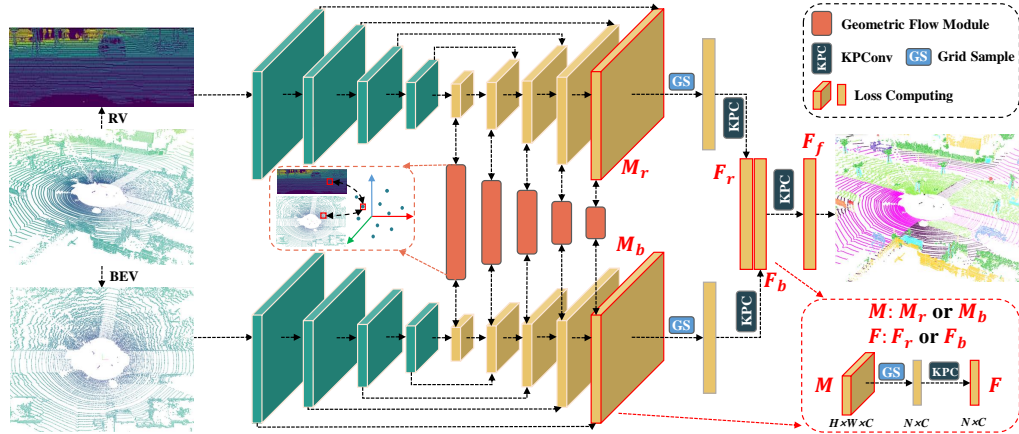 Geometric Flow Module
KPC
KPConv
GS
Grid Sample
Loss Computing
RV
BEV
GS
KPC
M_r
F_r
KPC
F_f
M_b
F_b
GS
KPC
M: M_r or M_b
F: F_r or F_b
M
GS
KPC
F
H×W×C
N×C
N×C